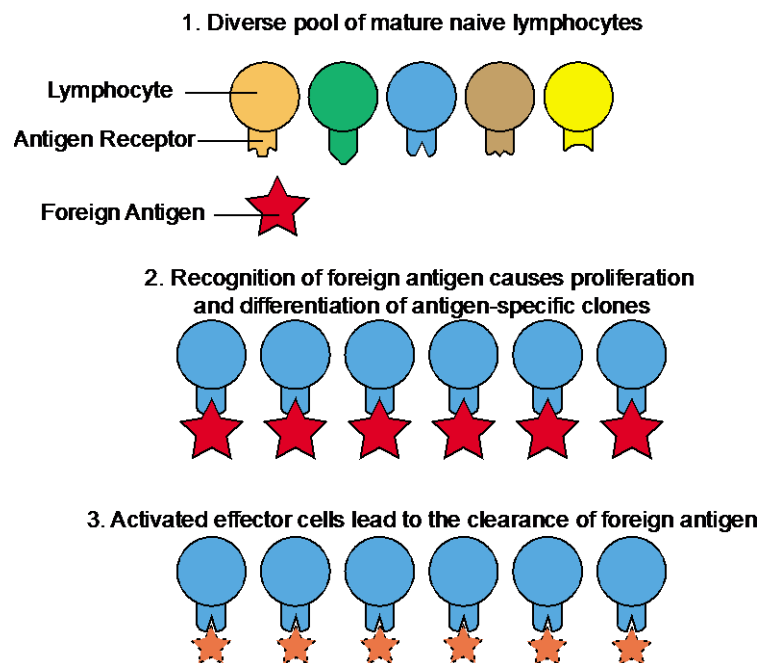 1. Diverse pool of mature naive lymphocytes
Lymphocyte
Antigen Receptor
Foreign Antigen
2. Recognition of foreign antigen causes proliferation
and differentiation of antigen-specific clones
3. Activated effector cells lead to the clearance of foreign antigen